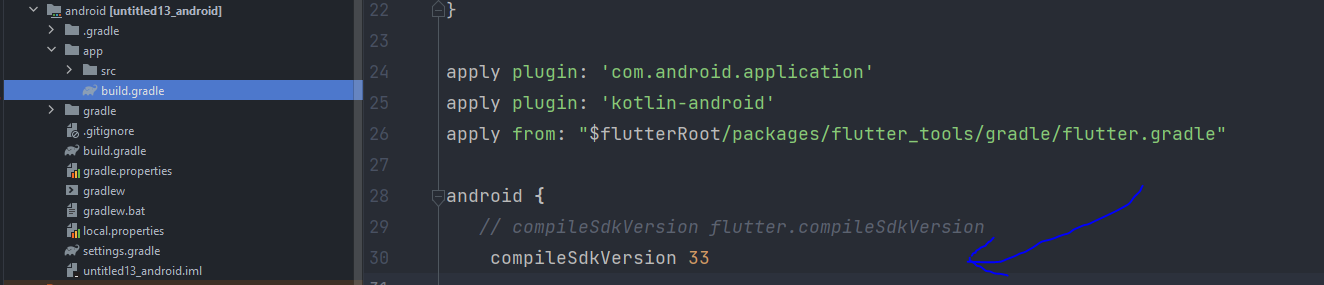 android [untitled13_android]
.gradle
app
src
build.gradle
gradle
.gitignore
build.gradle
gradle.properties
gradlew
gradlew.bat
local.properties
settings.gradle
untitled13_android.iml
22 }
23
24 apply plugin: 'com.android.application'
25 apply plugin: 'kotlin-android'
26 apply from: "$flutterRoot/packages/flutter_tools/gradle/flutter.gradle"
27
28 android {
29 // compileSdkVersion flutter.compileSdkVersion
30 compileSdkVersion 33